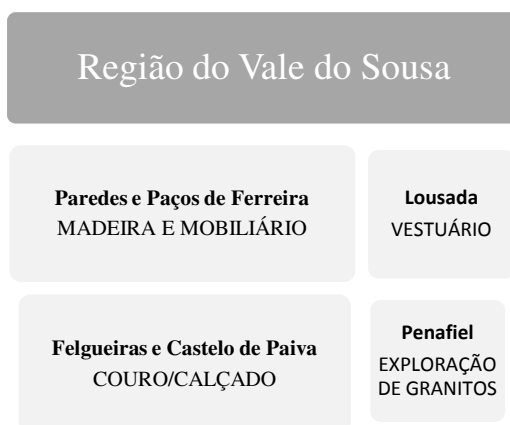 Região do Vale do Sousa
Paredes e Paços de Ferreira
MADEIRA E MOBILIÁRIO
Lousada
VESTUÁRIO
Felgueiras e Castelo de Paiva
COURO/CALÇADO
Penafiel
EXPLORAÇÃO
DE GRANITOS